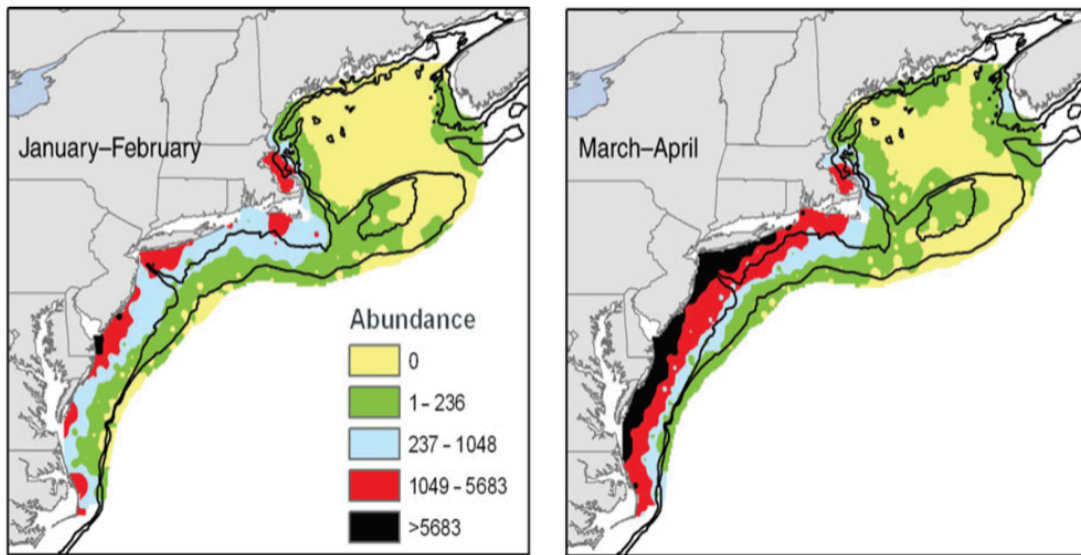 January–February
March–April
Abundance
0
1 – 236
237 – 1048
1049 – 5683
>5683